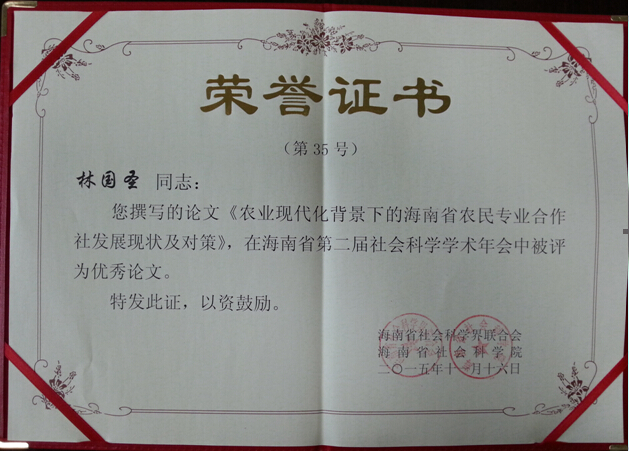 荣誉证书
（第35号）
林国圣 同志：
您撰写的论文《农业现代化背景下的海南省农民专业合作
社发展现状及对策》，在海南省第二届社会科学学术年会中被评
为优秀论文。
特发此证，以资鼓励。
海南省社会科学界联合会
海南省社会科学院
二〇一五年十一月十六日